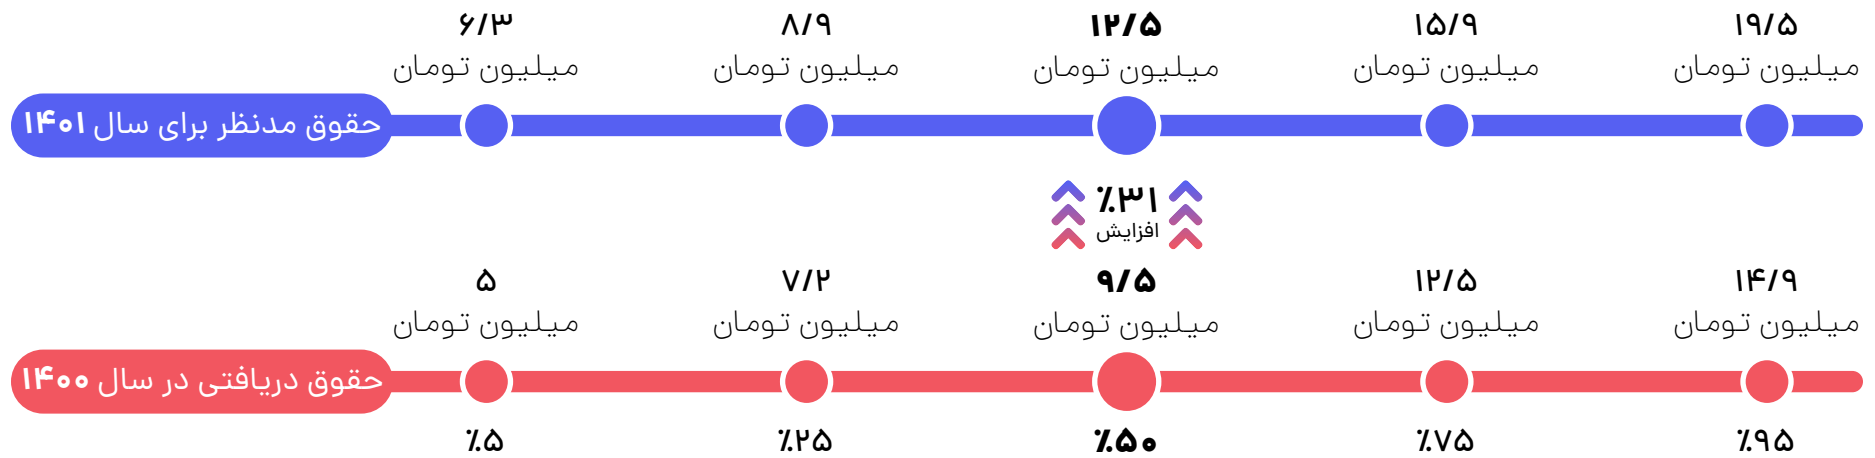 ۶/۳
میلیون تومان
۸/۹
میلیون تومان
۱۲/۵
میلیون تومان
۱۵/۹
میلیون تومان
۱۹/۵
میلیون تومان
حقوق مدنظر برای سال ۱۴۰۱
٪۳۱
افزایش
۵
میلیون تومان
۷/۲
میلیون تومان
۹/۵
میلیون تومان
۱۲/۵
میلیون تومان
۱۴/۹
میلیون تومان
حقوق دریافتی در سال ۱۴۰۰
٪۵
٪۲۵
٪۵۰
٪۷۵
٪۹۵